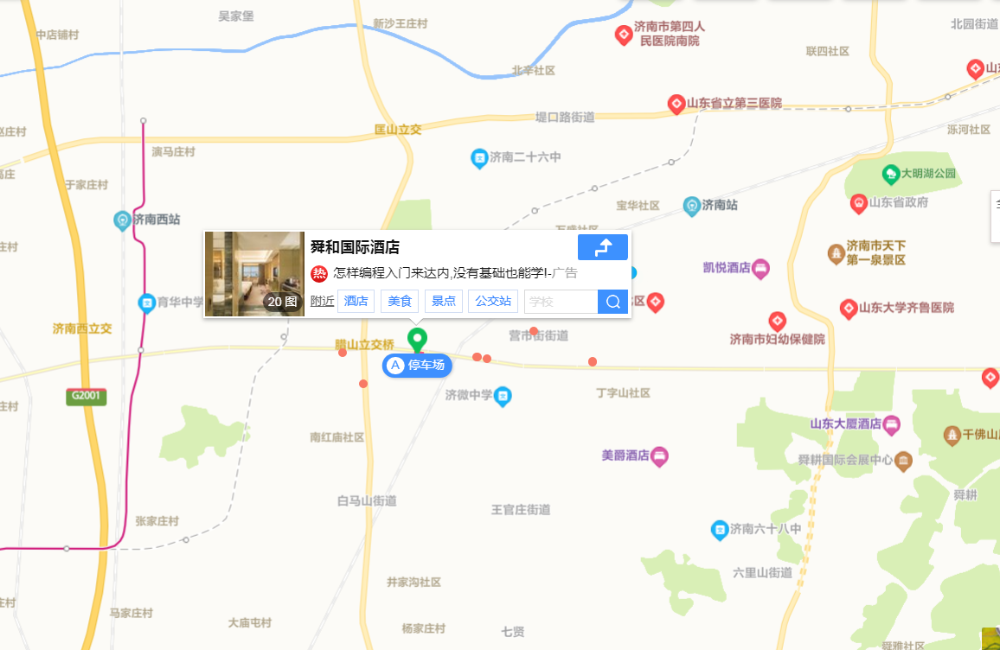 吴家堡
新沙王庄村
济南市第四人
民医院南院
北园街道
中店铺村
联四社区
北辛社区
山东
山东省立第三医院
堤口路街道
赵庄村
匡山立交
泺河社区
演马庄村
济南二十六中
大明湖公园
于家庄村
宝华社区
济南站
山东省政府
济南西站
舜和国际酒店
庄村
济南市天下
第一泉景区
热 怎样编程入门来达内,没有基础也能学!-广告
凯悦酒店
20 图
附近 酒店 美食 景点 公交站 学校
育华中学
区
山东大学齐鲁医院
济南西立交
腊山立交桥
营市街街道
济南市妇幼保健院
A 停车场
G2001
济微中学
丁字山社区
庄村
山东大厦酒店
南红庙社区
千佛山
美爵酒店
舜耕国际会展中心
白马山街道
王官庄街道
舜耕
张家庄村
济南六十八中
六里山街道
井家沟社区
庄村
马家庄村
大庙屯村
杨家庄村
七贤
舜雅社区